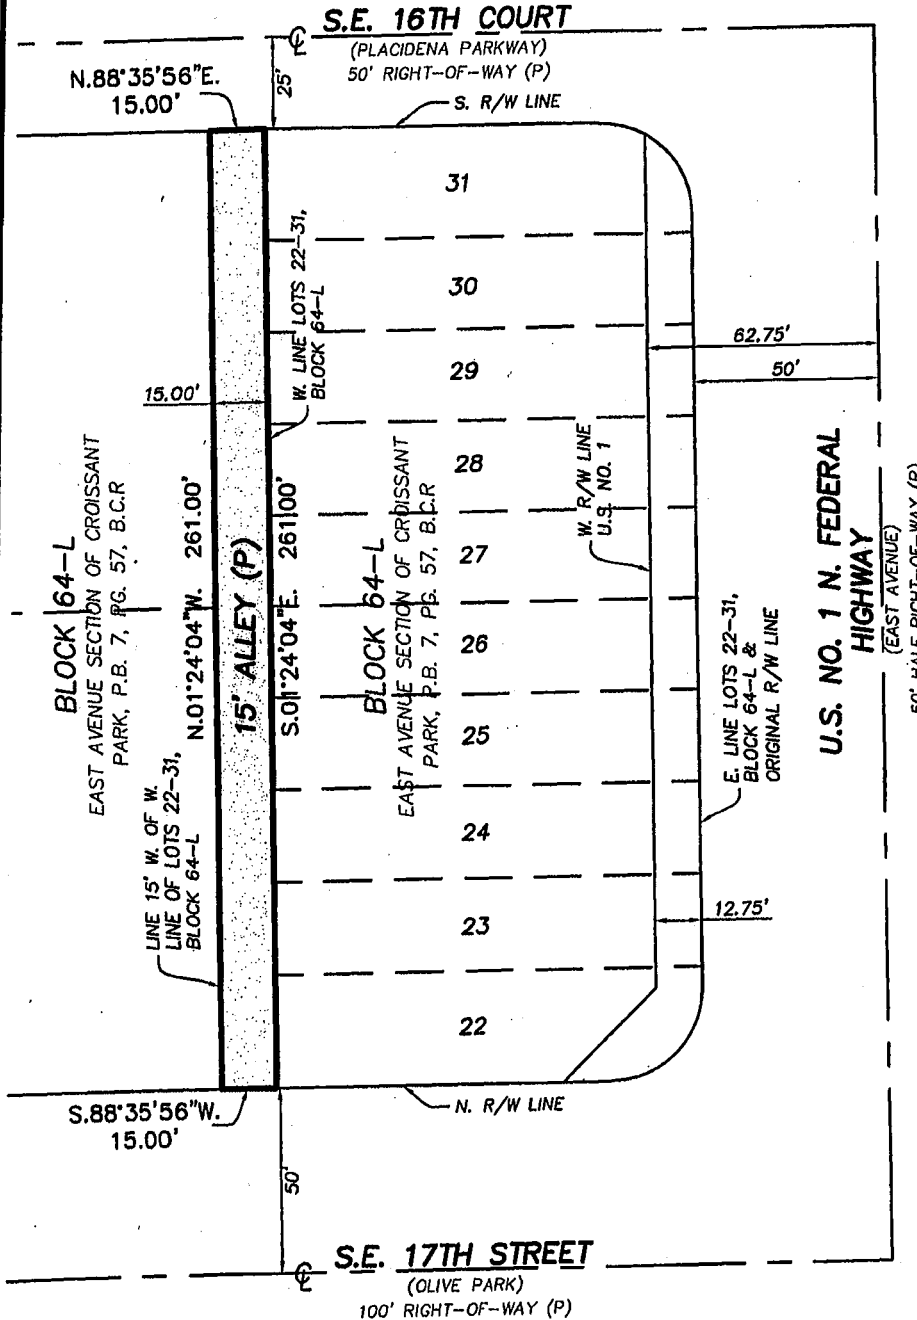 S.E. 16TH COURT
(PLACIDENA PARKWAY)
50' RIGHT-OF-WAY (P)
N.88°35'56"E.
15.00'
25'
S. R/W LINE
31
30
29
28
27
26
25
24
23
22
W. LINE LOTS 22-31,
BLOCK 64-L
15.00'
62.75'
50'
BLOCK 64-L
EAST AVENUE SECTION OF CROISSANT
PARK, P.B. 7, PG. 57, B.C.R
N.01°24'04"W. 261.00'
15' ALLEY (P)
S.01°24'04"E. 261.00'
BLOCK 64-L
EAST AVENUE SECTION OF CROISSANT
PARK, P.B. 7, PG. 57, B.C.R
W. R/W LINE
U.S. NO. 1
E. LINE LOTS 22-31,
BLOCK 64-L &
ORIGINAL R/W LINE
U.S. NO. 1 N. FEDERAL
HIGHWAY
(EAST AVENUE)
50' HALF RIGHT-OF-WAY (P)
LINE 15' W. OF W.
LINE OF LOTS 22-31,
BLOCK 64-L
12.75'
S.88°35'56"W.
15.00'
N. R/W LINE
50'
S.E. 17TH STREET
(OLIVE PARK)
100' RIGHT-OF-WAY (P)